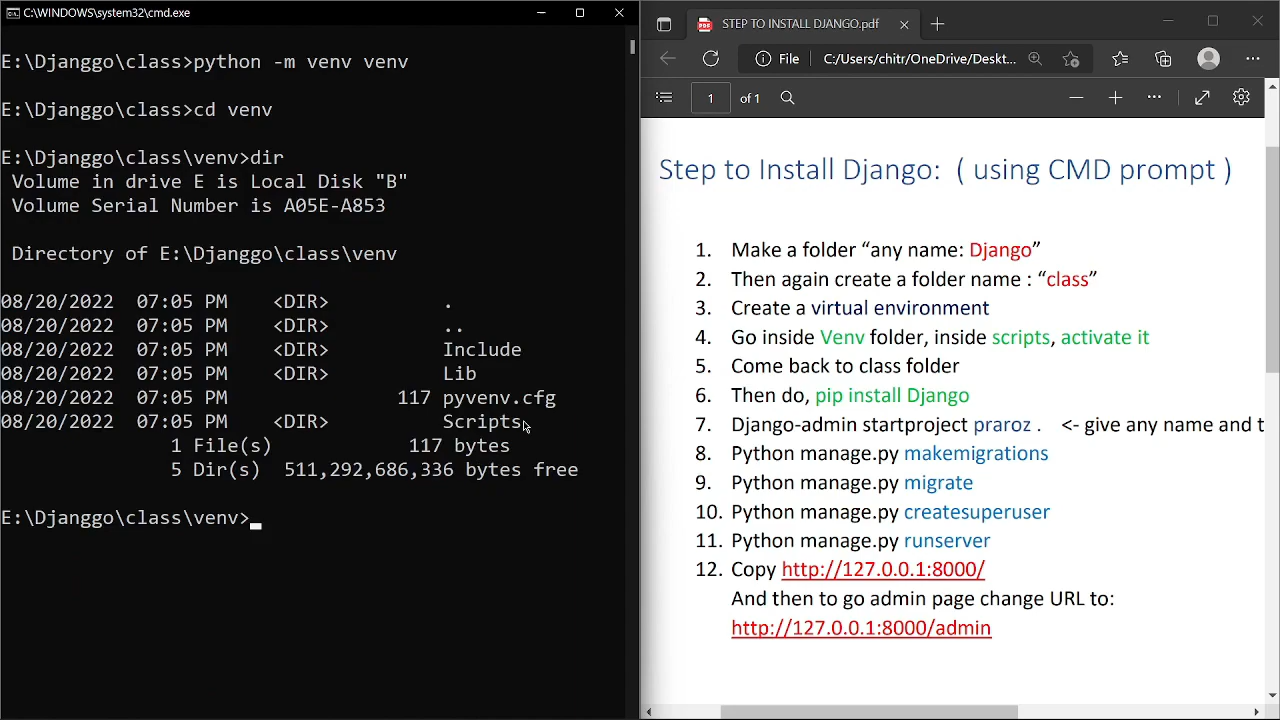 C:\WINDOWS\system32\cmd.exe
E:\Djanggo\class>python -m venv venv
E:\Djanggo\class>cd venv
E:\Djanggo\class\venv>dir
Volume in drive E is Local Disk "B"
Volume Serial Number is A05E-A853
Directory of E:\Djanggo\class\venv
08/20/2022 07:05 PM <DIR> .
08/20/2022 07:05 PM <DIR> ..
08/20/2022 07:05 PM <DIR> Include
08/20/2022 07:05 PM <DIR> Lib
08/20/2022 07:05 PM 117 pyvenv.cfg
08/20/2022 07:05 PM <DIR> Scripts
1 File(s) 117 bytes
5 Dir(s) 511,292,686,336 bytes free
E:\Djanggo\class\venv>
STEP TO INSTALL DJANGO.pdf
File C:/Users/chitr/OneDrive/Deskt...
1 of 1
Step to Install Django: ( using CMD prompt )
1. Make a folder “any name: Django”
2. Then again create a folder name : “class”
3. Create a virtual environment
4. Go inside Venv folder, inside scripts, activate it
5. Come back to class folder
6. Then do, pip install Django
7. Django-admin startproject praroz . <- give any name and t
8. Python manage.py makemigrations
9. Python manage.py migrate
10. Python manage.py createsuperuser
11. Python manage.py runserver
12. Copy http://127.0.0.1:8000/
And then to go admin page change URL to:
http://127.0.0.1:8000/admin